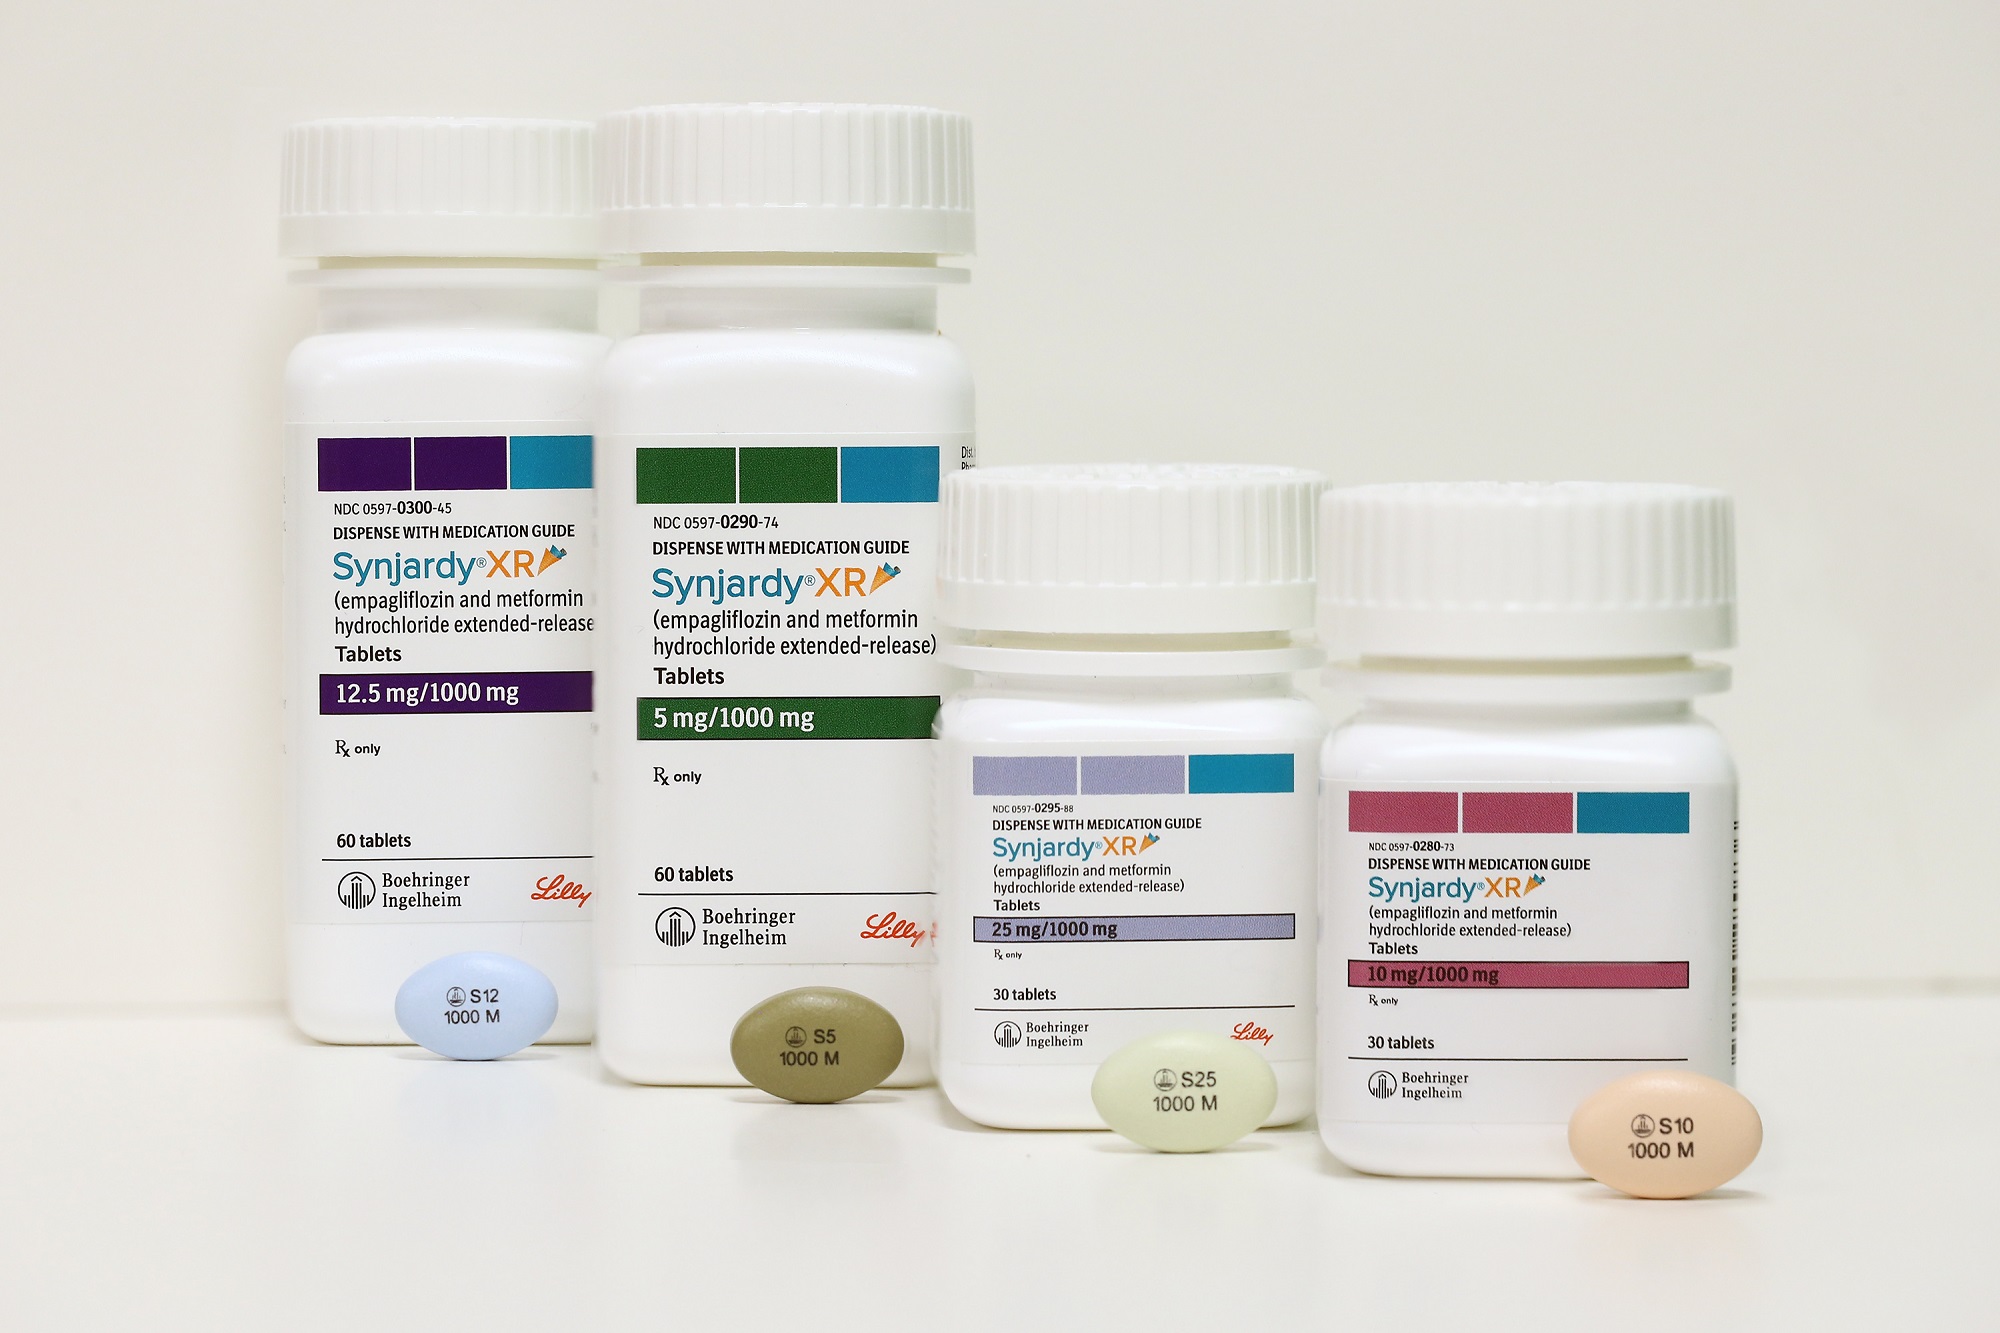 NDC 0597-0300-45
DISPENSE WITH MEDICATION GUIDE
Synjardy® XR
(empagliflozin and metformin
hydrochloride extended-release
Tablets
12.5 mg/1000 mg
Rx only
60 tablets
Boehringer
Ingelheim
Lilly
S12
1000 M
Dist.
NDC 0597-0290-74
DISPENSE WITH MEDICATION GUIDE
Synjardy® XR
(empagliflozin and metformin
hydrochloride extended-release)
Tablets
5 mg/1000 mg
Rx only
60 tablets
Boehringer
Ingelheim
Lilly
S5
1000 M
NDC 0597-0295-88
DISPENSE WITH MEDICATION GUIDE
Synjardy® XR
(empagliflozin and metformin
hydrochloride extended-release)
Tablets
25 mg/1000 mg
Rx only
30 tablets
Boehringer
Ingelheim
Lilly
S25
1000 M
NDC 0597-0280-73
DISPENSE WITH MEDICATION GUIDE
Synjardy® XR
(empagliflozin and metformin
hydrochloride extended-release)
Tablets
10 mg/1000 mg
Rx only
30 tablets
Boehringer
Ingelheim
S10
1000 M